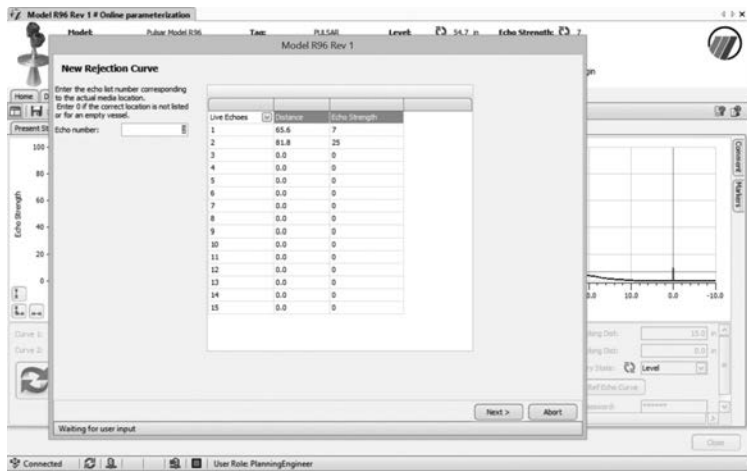 Model R96 Rev 1 # Online parameterization
Model: Pulsar Model R96 Tag: PULSAR Level: 54.7 in Echo Strength: 7
Model R96 Rev 1
New Rejection Curve
Enter the echo list number corresponding
to the actual media location.
Enter 0 if the correct location is not listed
or for an empty vessel.
Echo number:
Live Echoes Distance Echo Strength
1 65.6 7
2 81.8 25
3 0.0 0
4 0.0 0
5 0.0 0
6 0.0 0
7 0.0 0
8 0.0 0
9 0.0 0
10 0.0 0
11 0.0 0
12 0.0 0
13 0.0 0
14 0.0 0
15 0.0 0
Next > Abort
Waiting for user input
Home D
Present St
Echo Strength
100
80
60
40
20
0
Curve 1:
Curve 2:
10.0 0.0 -10.0
Comment
Markers
15.0 in
0.0 in
Level
Ref Echo Curve
*******
Close
Connected User Role: PlanningEngineer